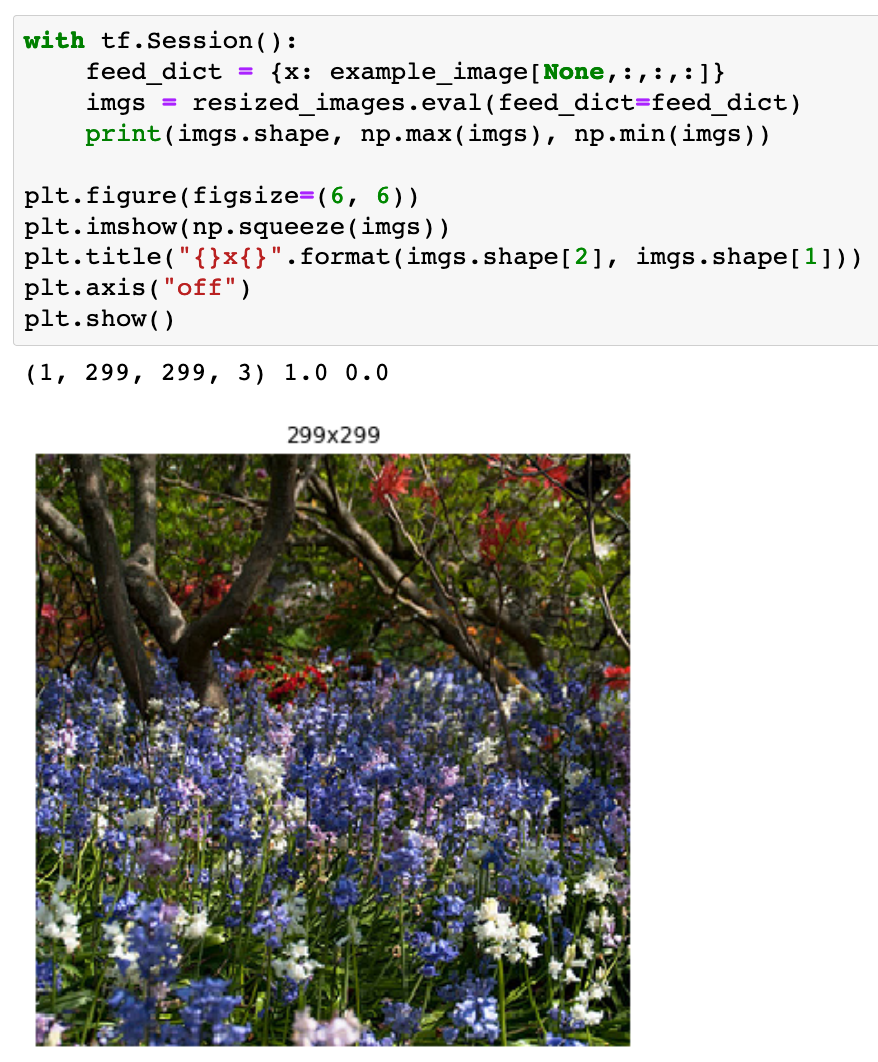 with tf.Session():
    feed_dict = {x: example_image[None,:,:,:]}
    imgs = resized_images.eval(feed_dict=feed_dict)
    print(imgs.shape, np.max(imgs), np.min(imgs))
plt.figure(figsize=(6, 6))
plt.imshow(np.squeeze(imgs))
plt.title("{}x{}".format(imgs.shape[2], imgs.shape[1]))
plt.axis("off")
plt.show()
(1, 299, 299, 3) 1.0 0.0
299x299